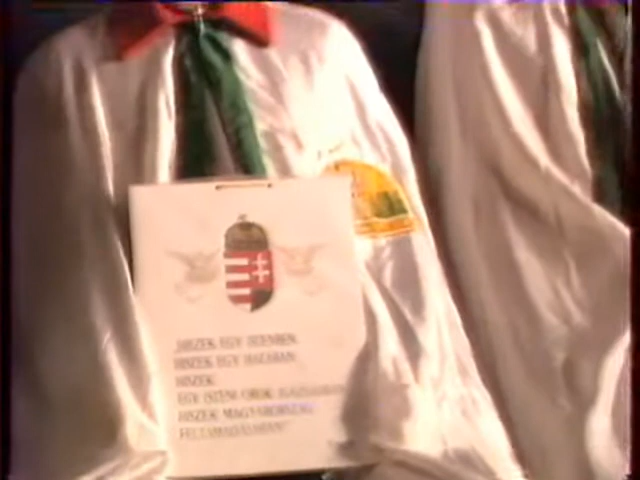 „HISZEK EGY ISTENBEN
HISZEK EGY HAZÁBAN
HISZEK
EGY ISTENI ÖRÖK IGAZSÁGBAN
HISZEK MAGYARORSZÁG
FELTÁMADÁSÁBAN!"